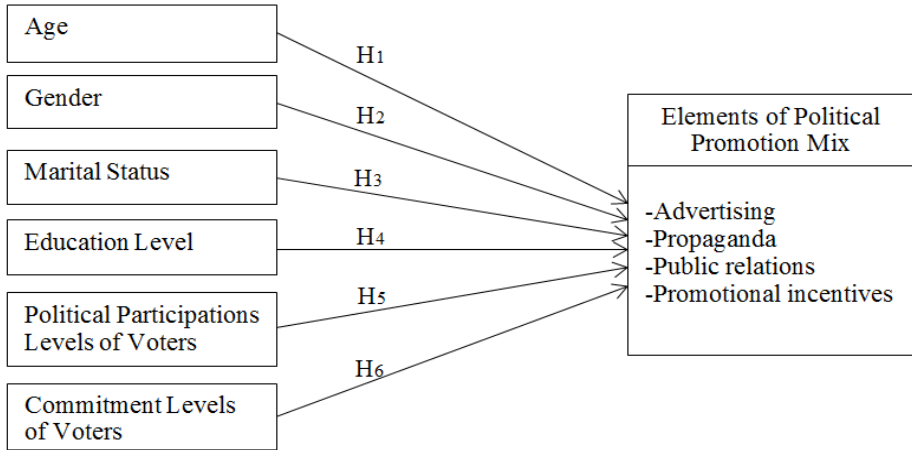 Age
H1
Gender
H2
Marital Status
H3
Education Level
H4
Political Participations
Levels of Voters
H5
Commitment Levels
of Voters
H6
Elements of Political
Promotion Mix
-Advertising
-Propaganda
-Public relations
-Promotional incentives